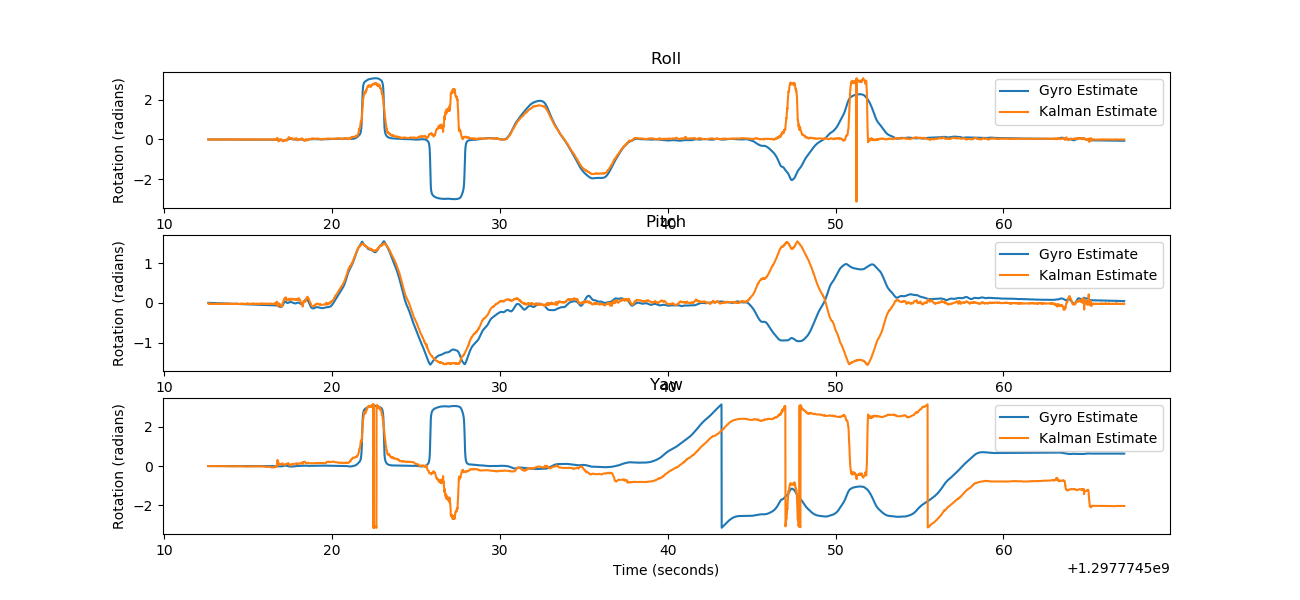 Roll
Rotation (radians)
2
0
−2
Gyro Estimate
Kalman Estimate
10 20 30 40 50 60
Pitch
Rotation (radians)
1
0
−1
Gyro Estimate
Kalman Estimate
10 20 30 40 50 60
Yaw
Rotation (radians)
2
0
−2
Gyro Estimate
Kalman Estimate
10 20 30 40 50 60
Time (seconds)
+1.2977745e9